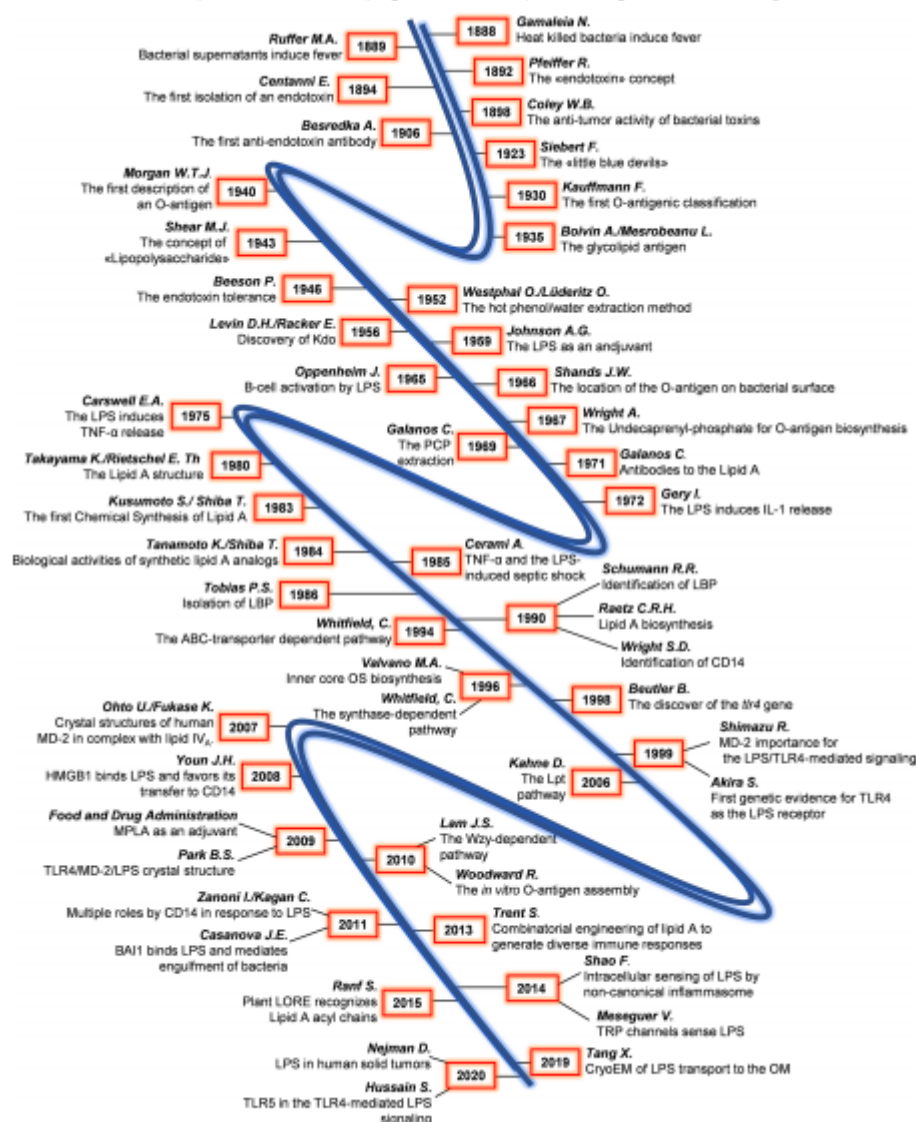 Gamaleia N.
1888
Heat killed bacteria induce fever
Ruffer M.A.
1889
Bacterial supernatants induce fever
Pfeiffer R.
1892
The «endotoxin» concept
Centanni E.
1894
The first isolation of an endotoxin
Coley W.B.
1898
The anti-tumor activity of bacterial toxins
Besredka A.
1906
The first anti-endotoxin antibody
Siebert F.
1923
The «little blue devils»
Kauffmann F.
1930
The first O-antigenic classification
Boivin A./Mesrobeanu L.
1935
The glycolipid antigen
Morgan W.T.J.
1940
The first description of
an O-antigen
Shear M.J.
1943
The concept of
«Lipopolysaccharide»
Beeson P.
1946
The endotoxin tolerance
Westphal O./Lüderitz O.
1952
The hot phenol/water extraction method
Levin D.H./Racker E.
1956
Discovery of Kdo
Johnson A.G.
1959
The LPS as an andjuvant
Oppenheim J.
1965
B-cell activation by LPS
Shands J.W.
1966
The location of the O-antigen on bacterial surface
Wright A.
1967
The Undecaprenyl-phosphate for O-antigen biosynthesis
Galanos C.
1969
The PCP
extraction
Galanos C.
1971
Antibodies to the Lipid A
Gery I.
1972
The LPS induces IL-1 release
Carswell E.A.
1975
The LPS induces
TNF-α release
Takayama K./Rietschel E. Th
1980
The Lipid A structure
Kusumoto S./ Shiba T.
1983
The first Chemical Synthesis of Lipid A
Tanamoto K./Shiba T.
1984
Biological activities of synthetic lipid A analogs
Cerami A.
1985
TNF-α and the LPS-
induced septic shock
Tobias P.S.
1986
Isolation of LBP
Schumann R.R.
Identification of LBP
1990
Raetz C.R.H.
Lipid A biosynthesis
Wright S.D.
Identification of CD14
Whitfield, C.
1994
The ABC-transporter dependent pathway
Valvano M.A.
Inner core OS biosynthesis
1996
Whitfield, C.
The synthase-dependent
pathway
Beutler B.
1998
The discover of the tlr4 gene
Shimazu R.
MD-2 importance for
the LPS/TLR4-mediated signaling
1999
Akira S.
First genetic evidence for TLR4
as the LPS receptor
Kahne D.
2006
The Lpt
pathway
Ohto U./Fukase K.
2007
Crystal structures of human
MD-2 in complex with lipid IVA.
Youn J.H.
2008
HMGB1 binds LPS and favors its
transfer to CD14
Food and Drug Administration
MPLA as an adjuvant
2009
Park B.S.
TLR4/MD-2/LPS crystal structure
Lam J.S.
The Wzy-dependent
pathway
2010
Woodward R.
The in vitro O-antigen assembly
Zanoni I./Kagan C.
Multiple roles by CD14 in response to LPS
2011
Casanova J.E.
BAI1 binds LPS and mediates
engulfment of bacteria
Trent S.
2013
Combinatorial engineering of lipid A to
generate diverse immune responses
Shao F.
Intracellular sensing of LPS by
non-canonical inflammasome
2014
Meseguer V.
TRP channels sense LPS
Ranf S.
2015
Plant LORE recognizes
Lipid A acyl chains
Tang X.
2019
CryoEM of LPS transport to the OM
Nejman D.
LPS in human solid tumors
2020
Hussain S.
TLR5 in the TLR4-mediated LPS
signaling